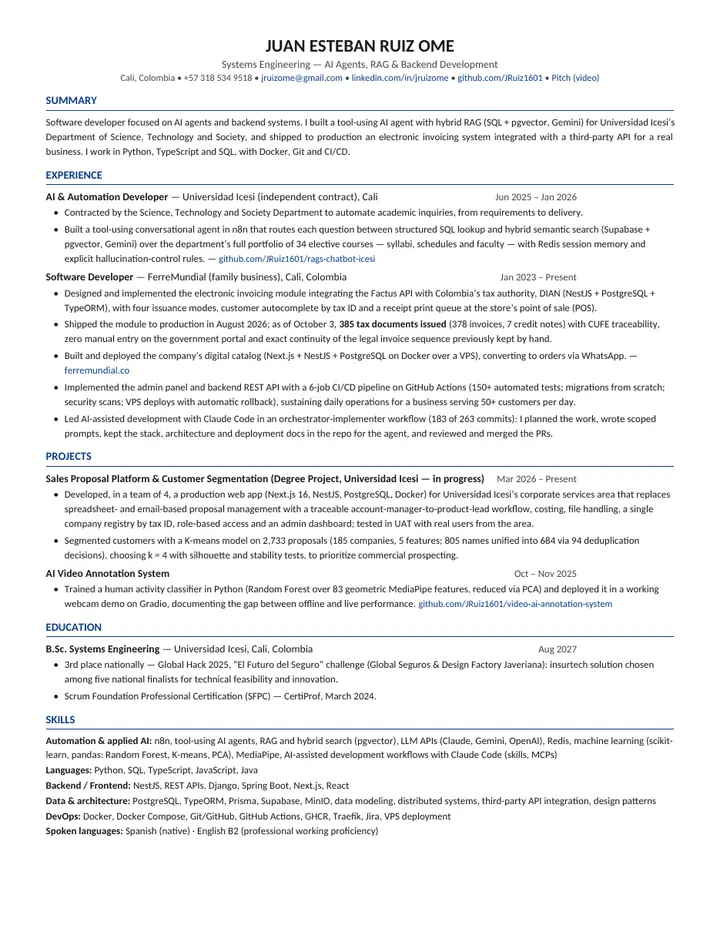 JUAN ESTEBAN RUIZ OME
Systems Engineering — AI Agents, RAG & Backend Development
Cali, Colombia • +57 318 534 9518 • jruizome@gmail.com • linkedin.com/in/jruizome • github.com/JRuiz1601 • Pitch (video)
SUMMARY
Software developer focused on AI agents and backend systems. I built a tool-using AI agent with hybrid RAG (SQL + pgvector, Gemini) for Universidad Icesi's
Department of Science, Technology and Society, and shipped to production an electronic invoicing system integrated with a third-party API for a real
business. I work in Python, TypeScript and SQL, with Docker, Git and CI/CD.
EXPERIENCE
AI & Automation Developer — Universidad Icesi (independent contract), Cali Jun 2025 – Jan 2026
• Contracted by the Science, Technology and Society Department to automate academic inquiries, from requirements to delivery.
• Built a tool-using conversational agent in n8n that routes each question between structured SQL lookup and hybrid semantic search (Supabase +
pgvector, Gemini) over the department's full portfolio of 34 elective courses — syllabi, schedules and faculty — with Redis session memory and
explicit hallucination-control rules. — github.com/JRuiz1601/rags-chatbot-icesi
Software Developer — FerreMundial (family business), Cali, Colombia Jan 2023 – Present
• Designed and implemented the electronic invoicing module integrating the Factus API with Colombia's tax authority, DIAN (NestJS + PostgreSQL +
TypeORM), with four issuance modes, customer autocomplete by tax ID and a receipt print queue at the store's point of sale (POS).
• Shipped the module to production in August 2026; as of October 3, 385 tax documents issued (378 invoices, 7 credit notes) with CUFE traceability,
zero manual entry on the government portal and exact continuity of the legal invoice sequence previously kept by hand.
• Built and deployed the company's digital catalog (Next.js + NestJS + PostgreSQL on Docker over a VPS), converting to orders via WhatsApp. —
ferremundial.co
• Implemented the admin panel and backend REST API with a 6-job CI/CD pipeline on GitHub Actions (150+ automated tests; migrations from scratch;
security scans; VPS deploys with automatic rollback), sustaining daily operations for a business serving 50+ customers per day.
• Led AI-assisted development with Claude Code in an orchestrator-implementer workflow (183 of 263 commits): I planned the work, wrote scoped
prompts, kept the stack, architecture and deployment docs in the repo for the agent, and reviewed and merged the PRs.
PROJECTS
Sales Proposal Platform & Customer Segmentation (Degree Project, Universidad Icesi — in progress) Mar 2026 – Present
• Developed, in a team of 4, a production web app (Next.js 16, NestJS, PostgreSQL, Docker) for Universidad Icesi's corporate services area that replaces
spreadsheet- and email-based proposal management with a traceable account-manager-to-product-lead workflow, costing, file handling, a single
company registry by tax ID, role-based access and an admin dashboard; tested in UAT with real users from the area.
• Segmented customers with a K-means model on 2,733 proposals (185 companies, 5 features; 805 names unified into 684 via 94 deduplication
decisions), choosing k = 4 with silhouette and stability tests, to prioritize commercial prospecting.
AI Video Annotation System Oct – Nov 2025
• Trained a human activity classifier in Python (Random Forest over 83 geometric MediaPipe features, reduced via PCA) and deployed it in a working
webcam demo on Gradio, documenting the gap between offline and live performance. github.com/JRuiz1601/video-ai-annotation-system
EDUCATION
B.Sc. Systems Engineering — Universidad Icesi, Cali, Colombia Aug 2027
• 3rd place nationally — Global Hack 2025, "El Futuro del Seguro" challenge (Global Seguros & Design Factory Javeriana): insurtech solution chosen
among five national finalists for technical feasibility and innovation.
• Scrum Foundation Professional Certification (SFPC) — CertiProf, March 2024.
SKILLS
Automation & applied AI: n8n, tool-using AI agents, RAG and hybrid search (pgvector), LLM APIs (Claude, Gemini, OpenAI), Redis, machine learning (scikit-
learn, pandas: Random Forest, K-means, PCA), MediaPipe, AI-assisted development workflows with Claude Code (skills, MCPs)
Languages: Python, SQL, TypeScript, JavaScript, Java
Backend / Frontend: NestJS, REST APIs, Django, Spring Boot, Next.js, React
Data & architecture: PostgreSQL, TypeORM, Prisma, Supabase, MinIO, data modeling, distributed systems, third-party API integration, design patterns
DevOps: Docker, Docker Compose, Git/GitHub, GitHub Actions, GHCR, Traefik, Jira, VPS deployment
Spoken languages: Spanish (native) · English B2 (professional working proficiency)